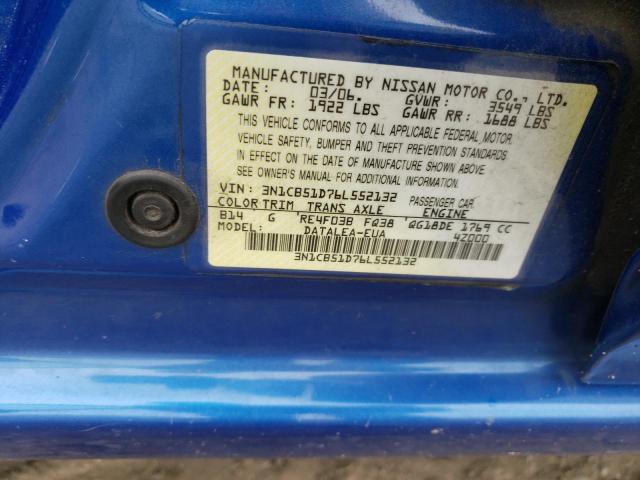 MANUFACTURED BY NISSAN MOTOR CO., LTD.
DATE: 03/06. GVWR: 3549 LBS
GAWR FR: 1922 LBS GAWR RR: 1688 LBS
THIS VEHICLE CONFORMS TO ALL APPLICABLE FEDERAL MOTOR
VEHICLE SAFETY, BUMPER AND THEFT PREVENTION STANDARDS
IN EFFECT ON THE DATE OF MANUFACTURE SHOWN ABOVE.
SEE OWNER'S MANUAL FOR ADDITIONAL INFORMATION.
VIN: 3N1CB51D76L552132 PASSENGER CAR
COLOR TRIM TRANS AXLE ENGINE
B14 G RE4F03B FQ38 QG18DE 1769 CC
MODEL: DATALEA-EUA 42000
3N1CB51D76L552132